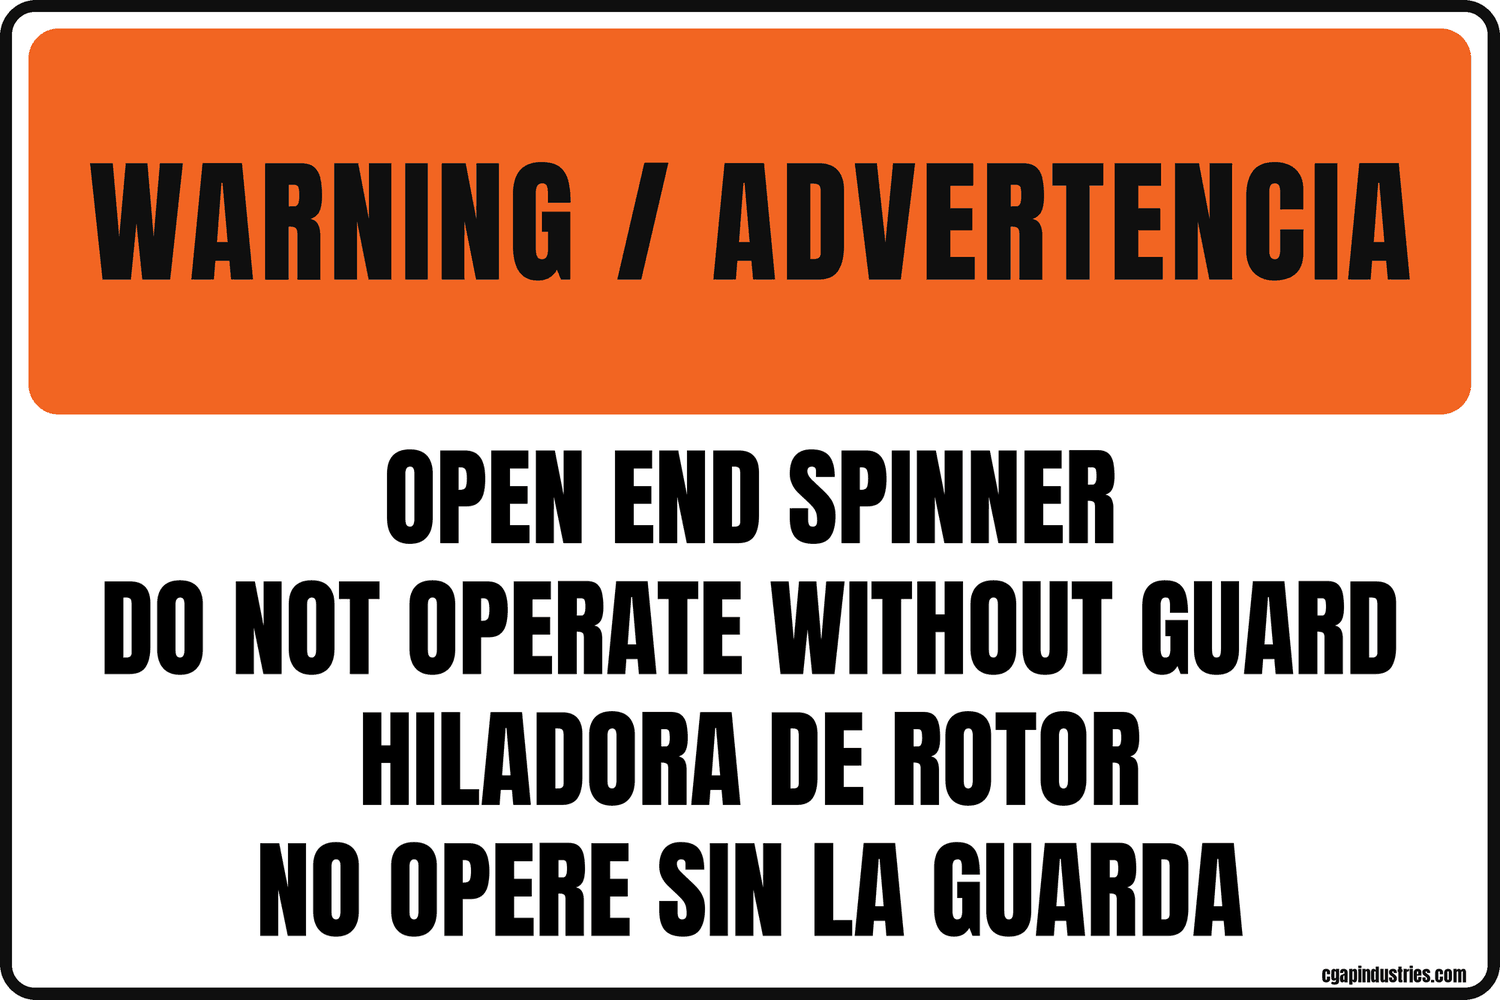 WARNING / ADVERTENCIA
OPEN END SPINNER
DO NOT OPERATE WITHOUT GUARD
HILADORA DE ROTOR
NO OPERE SIN LA GUARDA
cgapindustries.com